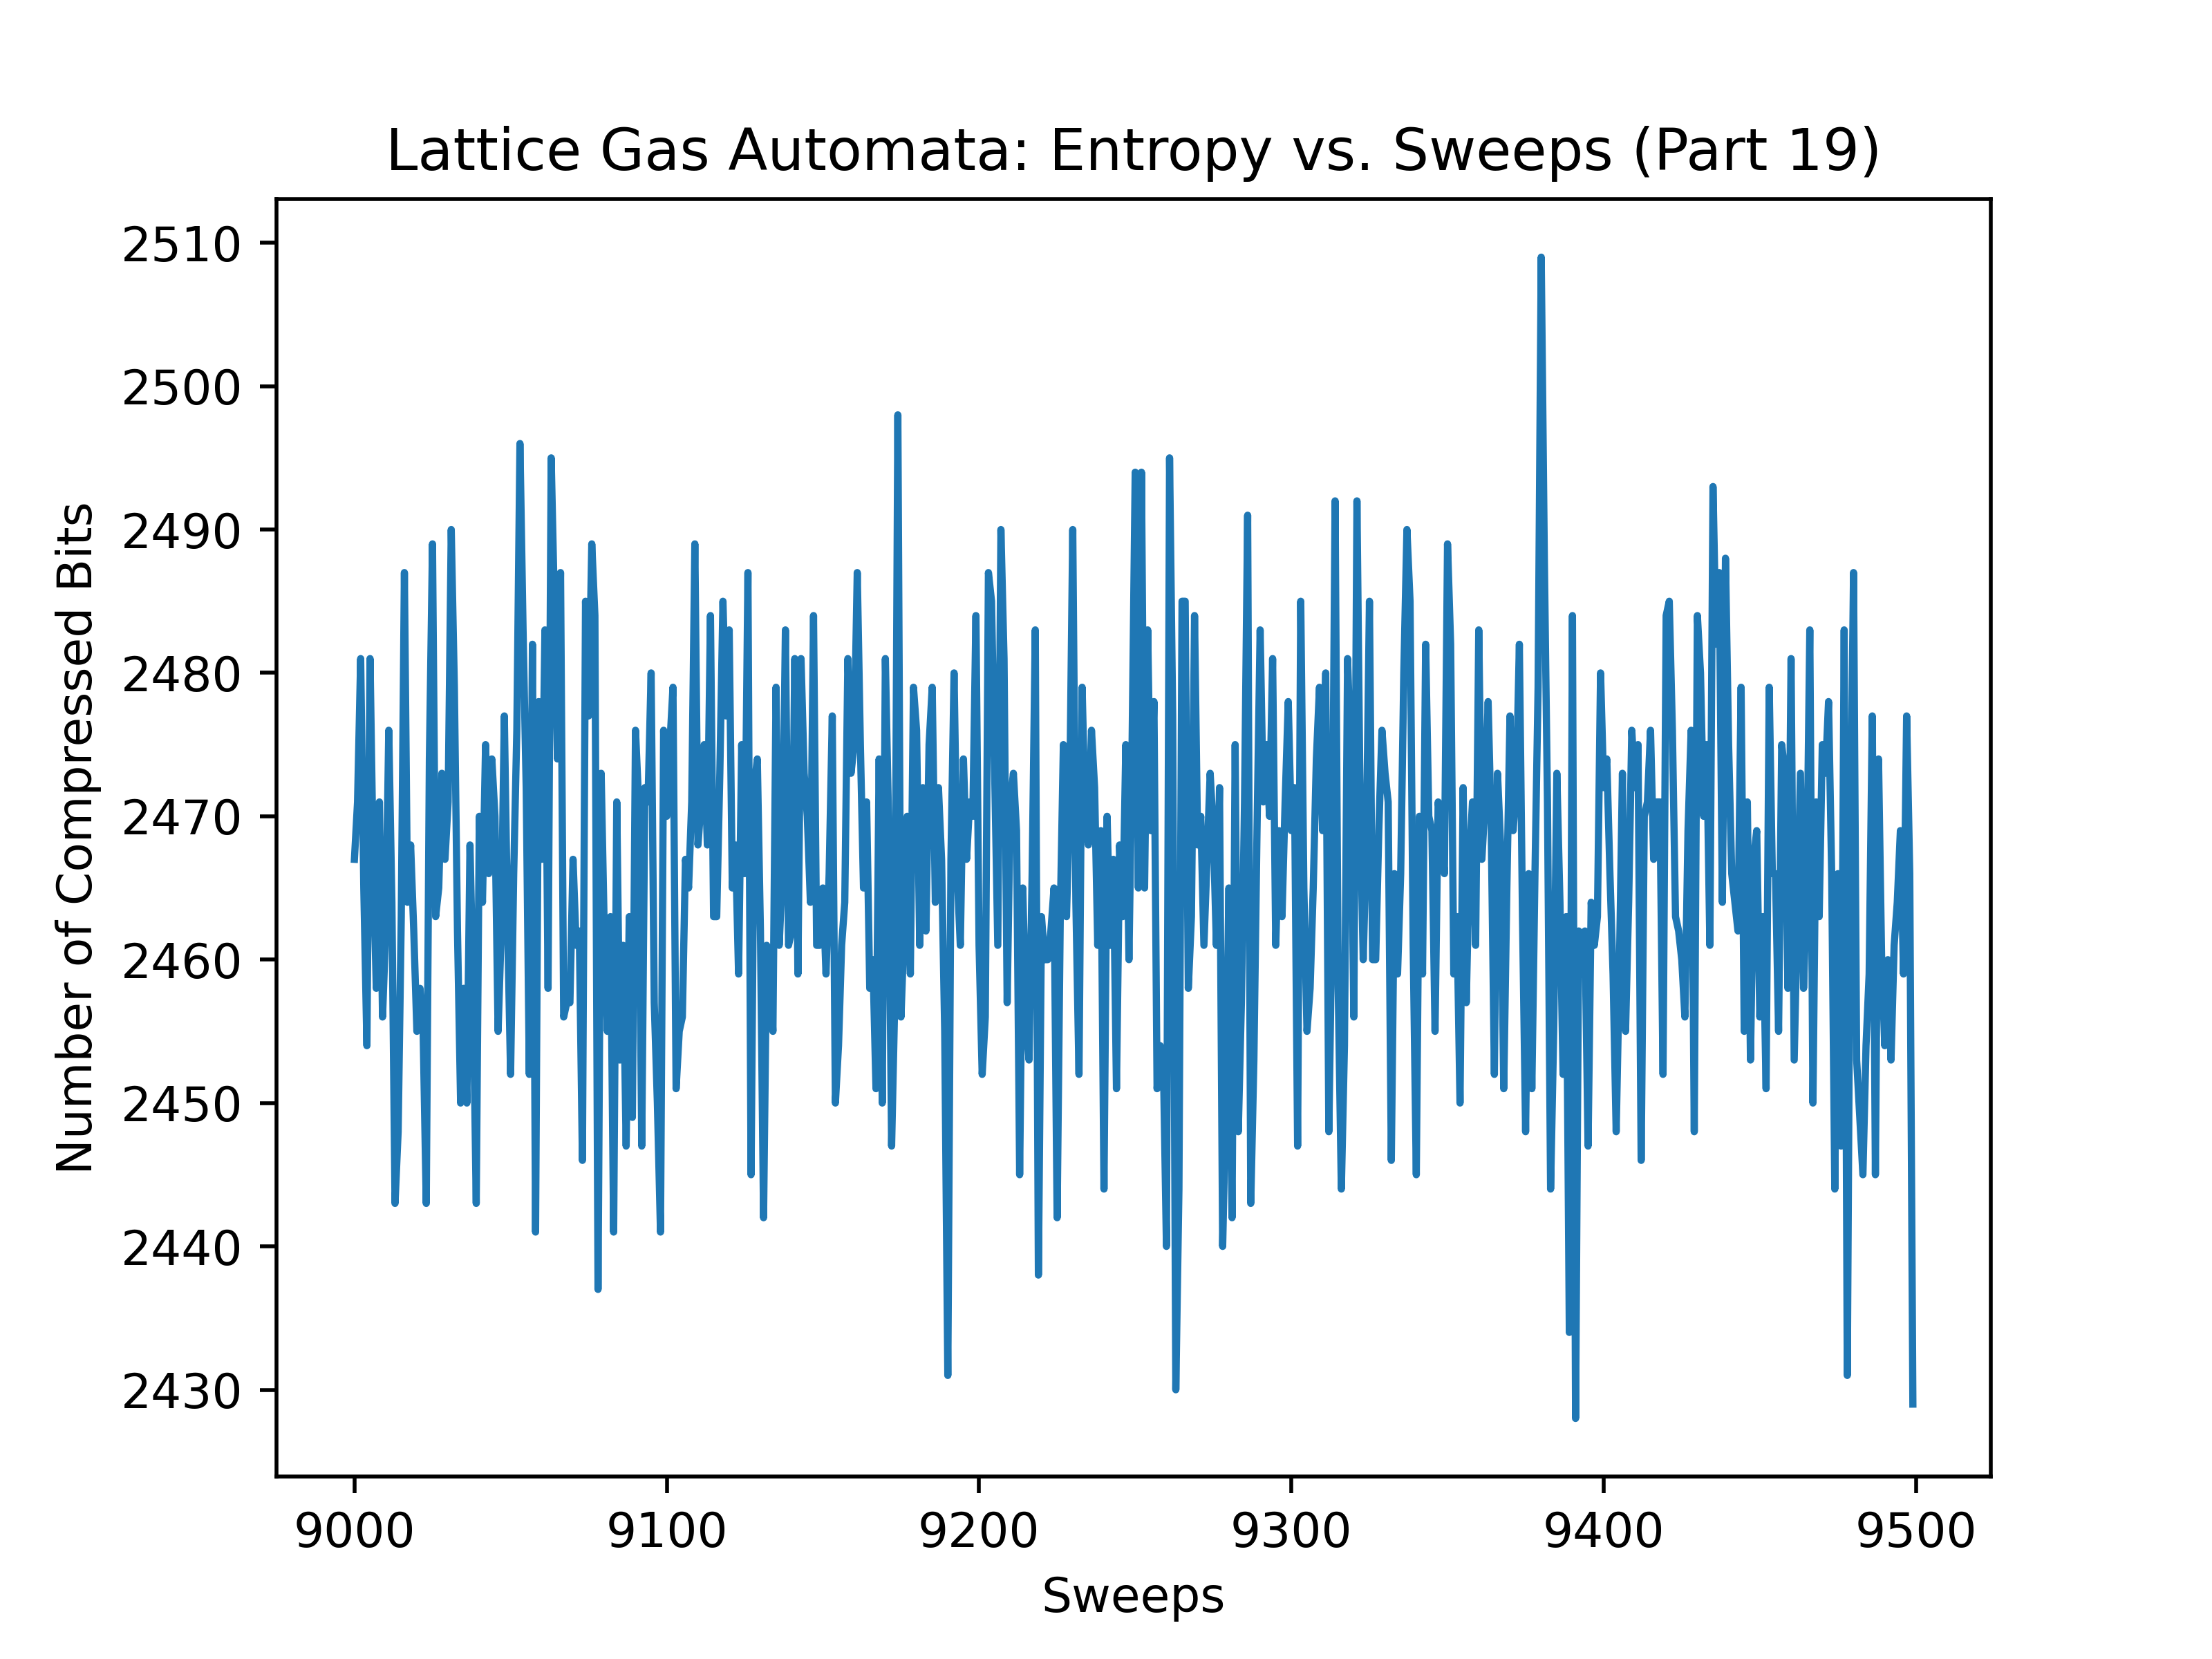 Lattice Gas Automata: Entropy vs. Sweeps (Part 19)
Number of Compressed Bits
2510
2500
2490
2480
2470
2460
2450
2440
2430
9000 9100 9200 9300 9400 9500
Sweeps